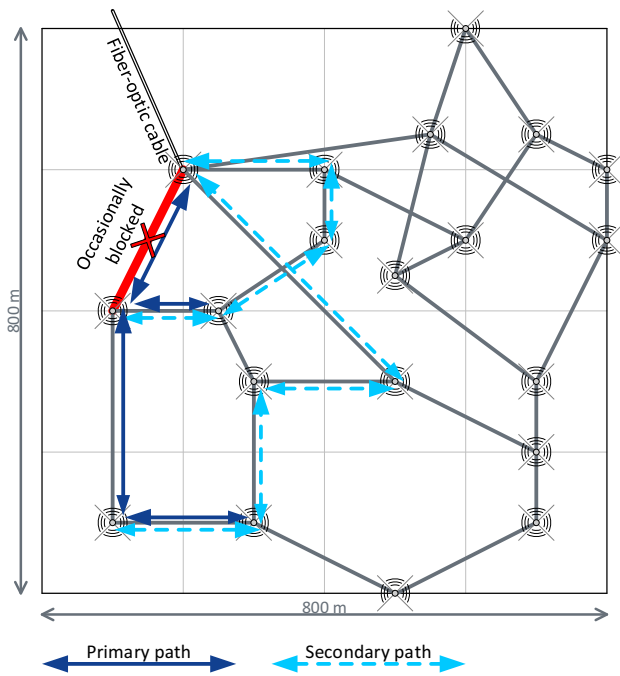 Fiber-optic cable
Occasionally
blocked
800 m
800 m
Primary path
Secondary path